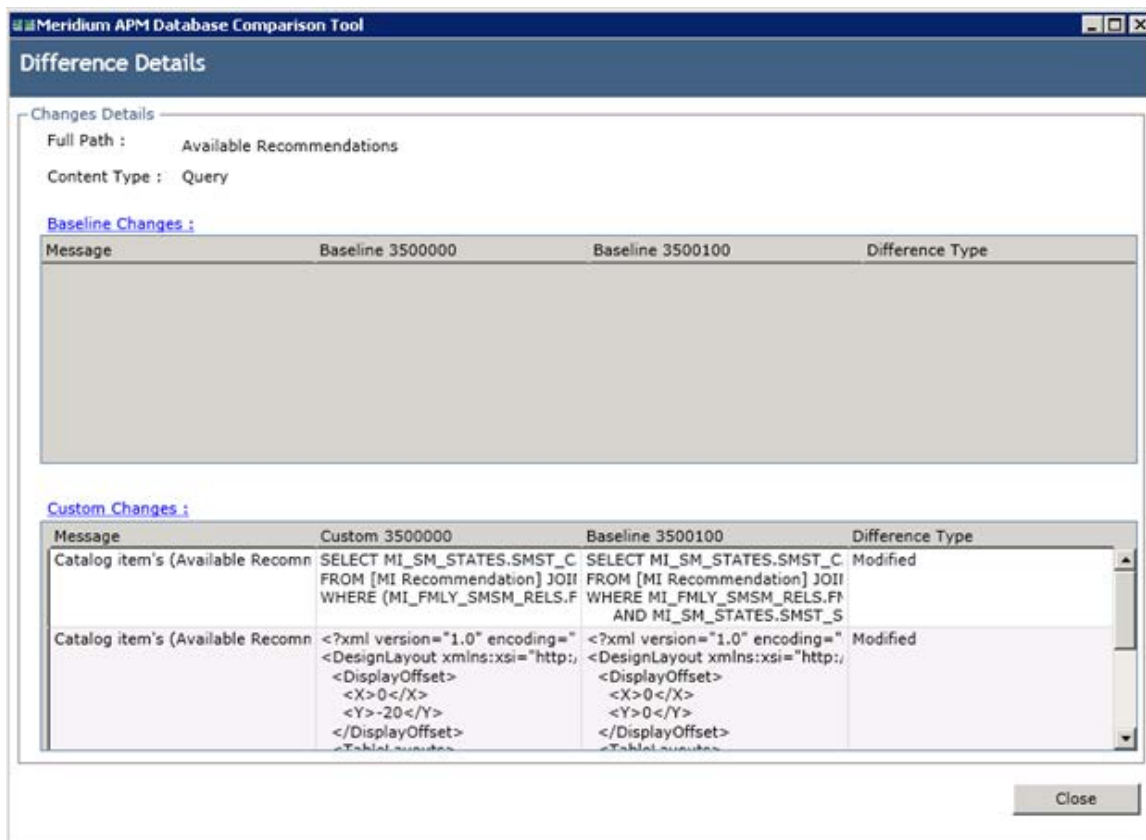 Meridium APM Database Comparison Tool
Difference Details
Changes Details
Full Path : Available Recommendations
Content Type : Query
Baseline Changes :
Message Baseline 3500000 Baseline 3500100 Difference Type
Custom Changes :
Message Custom 3500000 Baseline 3500100 Difference Type
Catalog item's (Available Recomn SELECT MI_SM_STATES.SMST_C SELECT MI_SM_STATES.SMST_C Modified
FROM [MI Recommendation] JOI FROM [MI Recommendation] JOI
WHERE (MI_FMLY_SMSM_RELS.F WHERE MI_FMLY_SMSM_RELS.F
AND MI_SM_STATES.SMST_S
Catalog item's (Available Recomn <?xml version="1.0" encoding=" <?xml version="1.0" encoding=" Modified
<DesignLayout xmlns:xsi="http:/ <DesignLayout xmlns:xsi="http:/
<DisplayOffset> <DisplayOffset>
<X>0</X> <X>0</X>
<Y>-20</Y> <Y>0</Y>
</DisplayOffset> </DisplayOffset>
Close